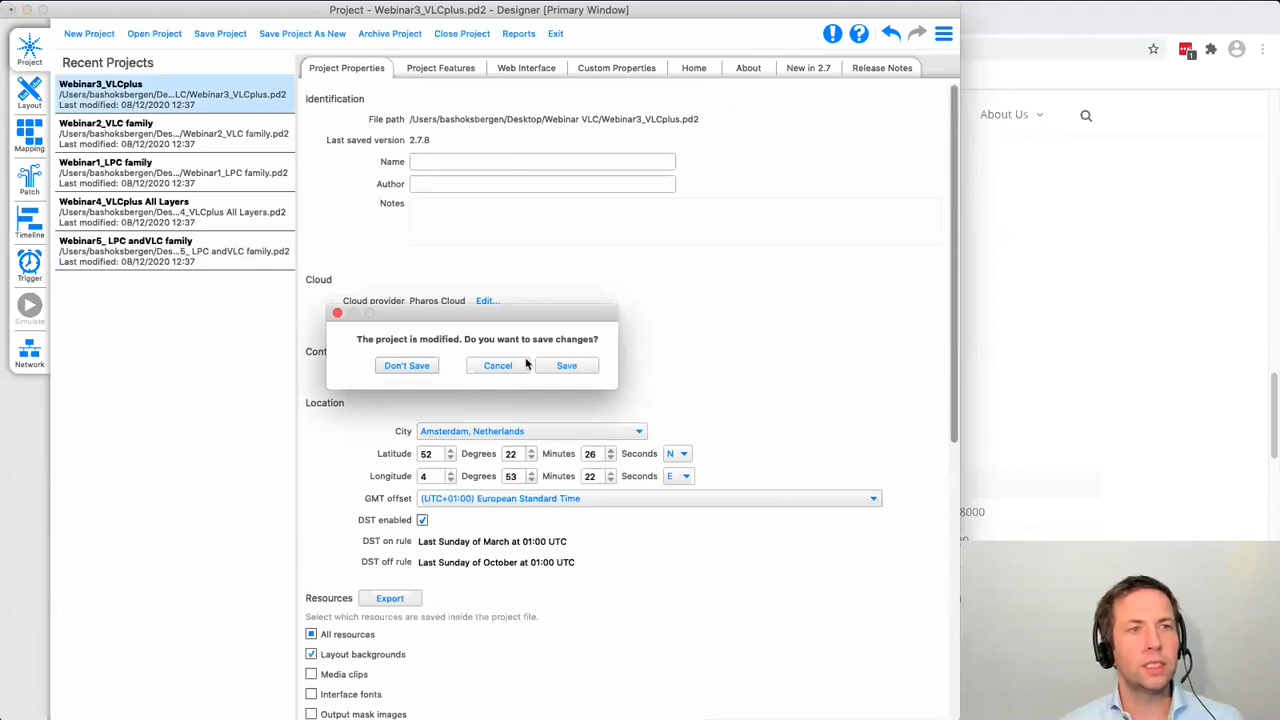 Project - Webinar3_VLCplus.pd2 - Designer [Primary Window]
New Project Open Project Save Project Save Project As New Archive Project Close Project Reports Exit
1
Project
Layout
Mapping
Patch
Timeline
Trigger
Simulate
Network
Recent Projects
Webinar3_VLCplus
/Users/bashoksbergen/De...LC/Webinar3_VLCplus.pd2
Last modified: 08/12/2020 12:37
Webinar2_VLC family
/Users/bashoksbergen/Des.../Webinar2_VLC family.pd2
Last modified: 08/12/2020 12:37
Webinar1_LPC family
/Users/bashoksbergen/Des.../Webinar1_LPC family.pd2
Last modified: 08/12/2020 12:37
Webinar4_VLCplus All Layers
/Users/bashoksbergen/Des...4_VLCplus All Layers.pd2
Last modified: 08/12/2020 12:37
Webinar5_ LPC andVLC family
/Users/bashoksbergen/Des...5_ LPC andVLC family.pd2
Last modified: 08/12/2020 12:37
Project Properties Project Features Web Interface Custom Properties Home About New in 2.7 Release Notes
Identification
File path /Users/bashoksbergen/Desktop/Webinar VLC/Webinar3_VLCplus.pd2
Last saved version 2.7.8
Name
Author
Notes
Cloud
Cloud provider Pharos Cloud Edit...
The project is modified. Do you want to save changes?
Don't Save Cancel Save
Cont
Location
City Amsterdam, Netherlands
Latitude 52 Degrees 22 Minutes 26 Seconds N
Longitude 4 Degrees 53 Minutes 22 Seconds E
GMT offset (UTC+01:00) European Standard Time
DST enabled
DST on rule Last Sunday of March at 01:00 UTC
DST off rule Last Sunday of October at 01:00 UTC
Resources Export
Select which resources are saved inside the project file.
All resources
Layout backgrounds
Media clips
Interface fonts
Output mask images
About Us
8000